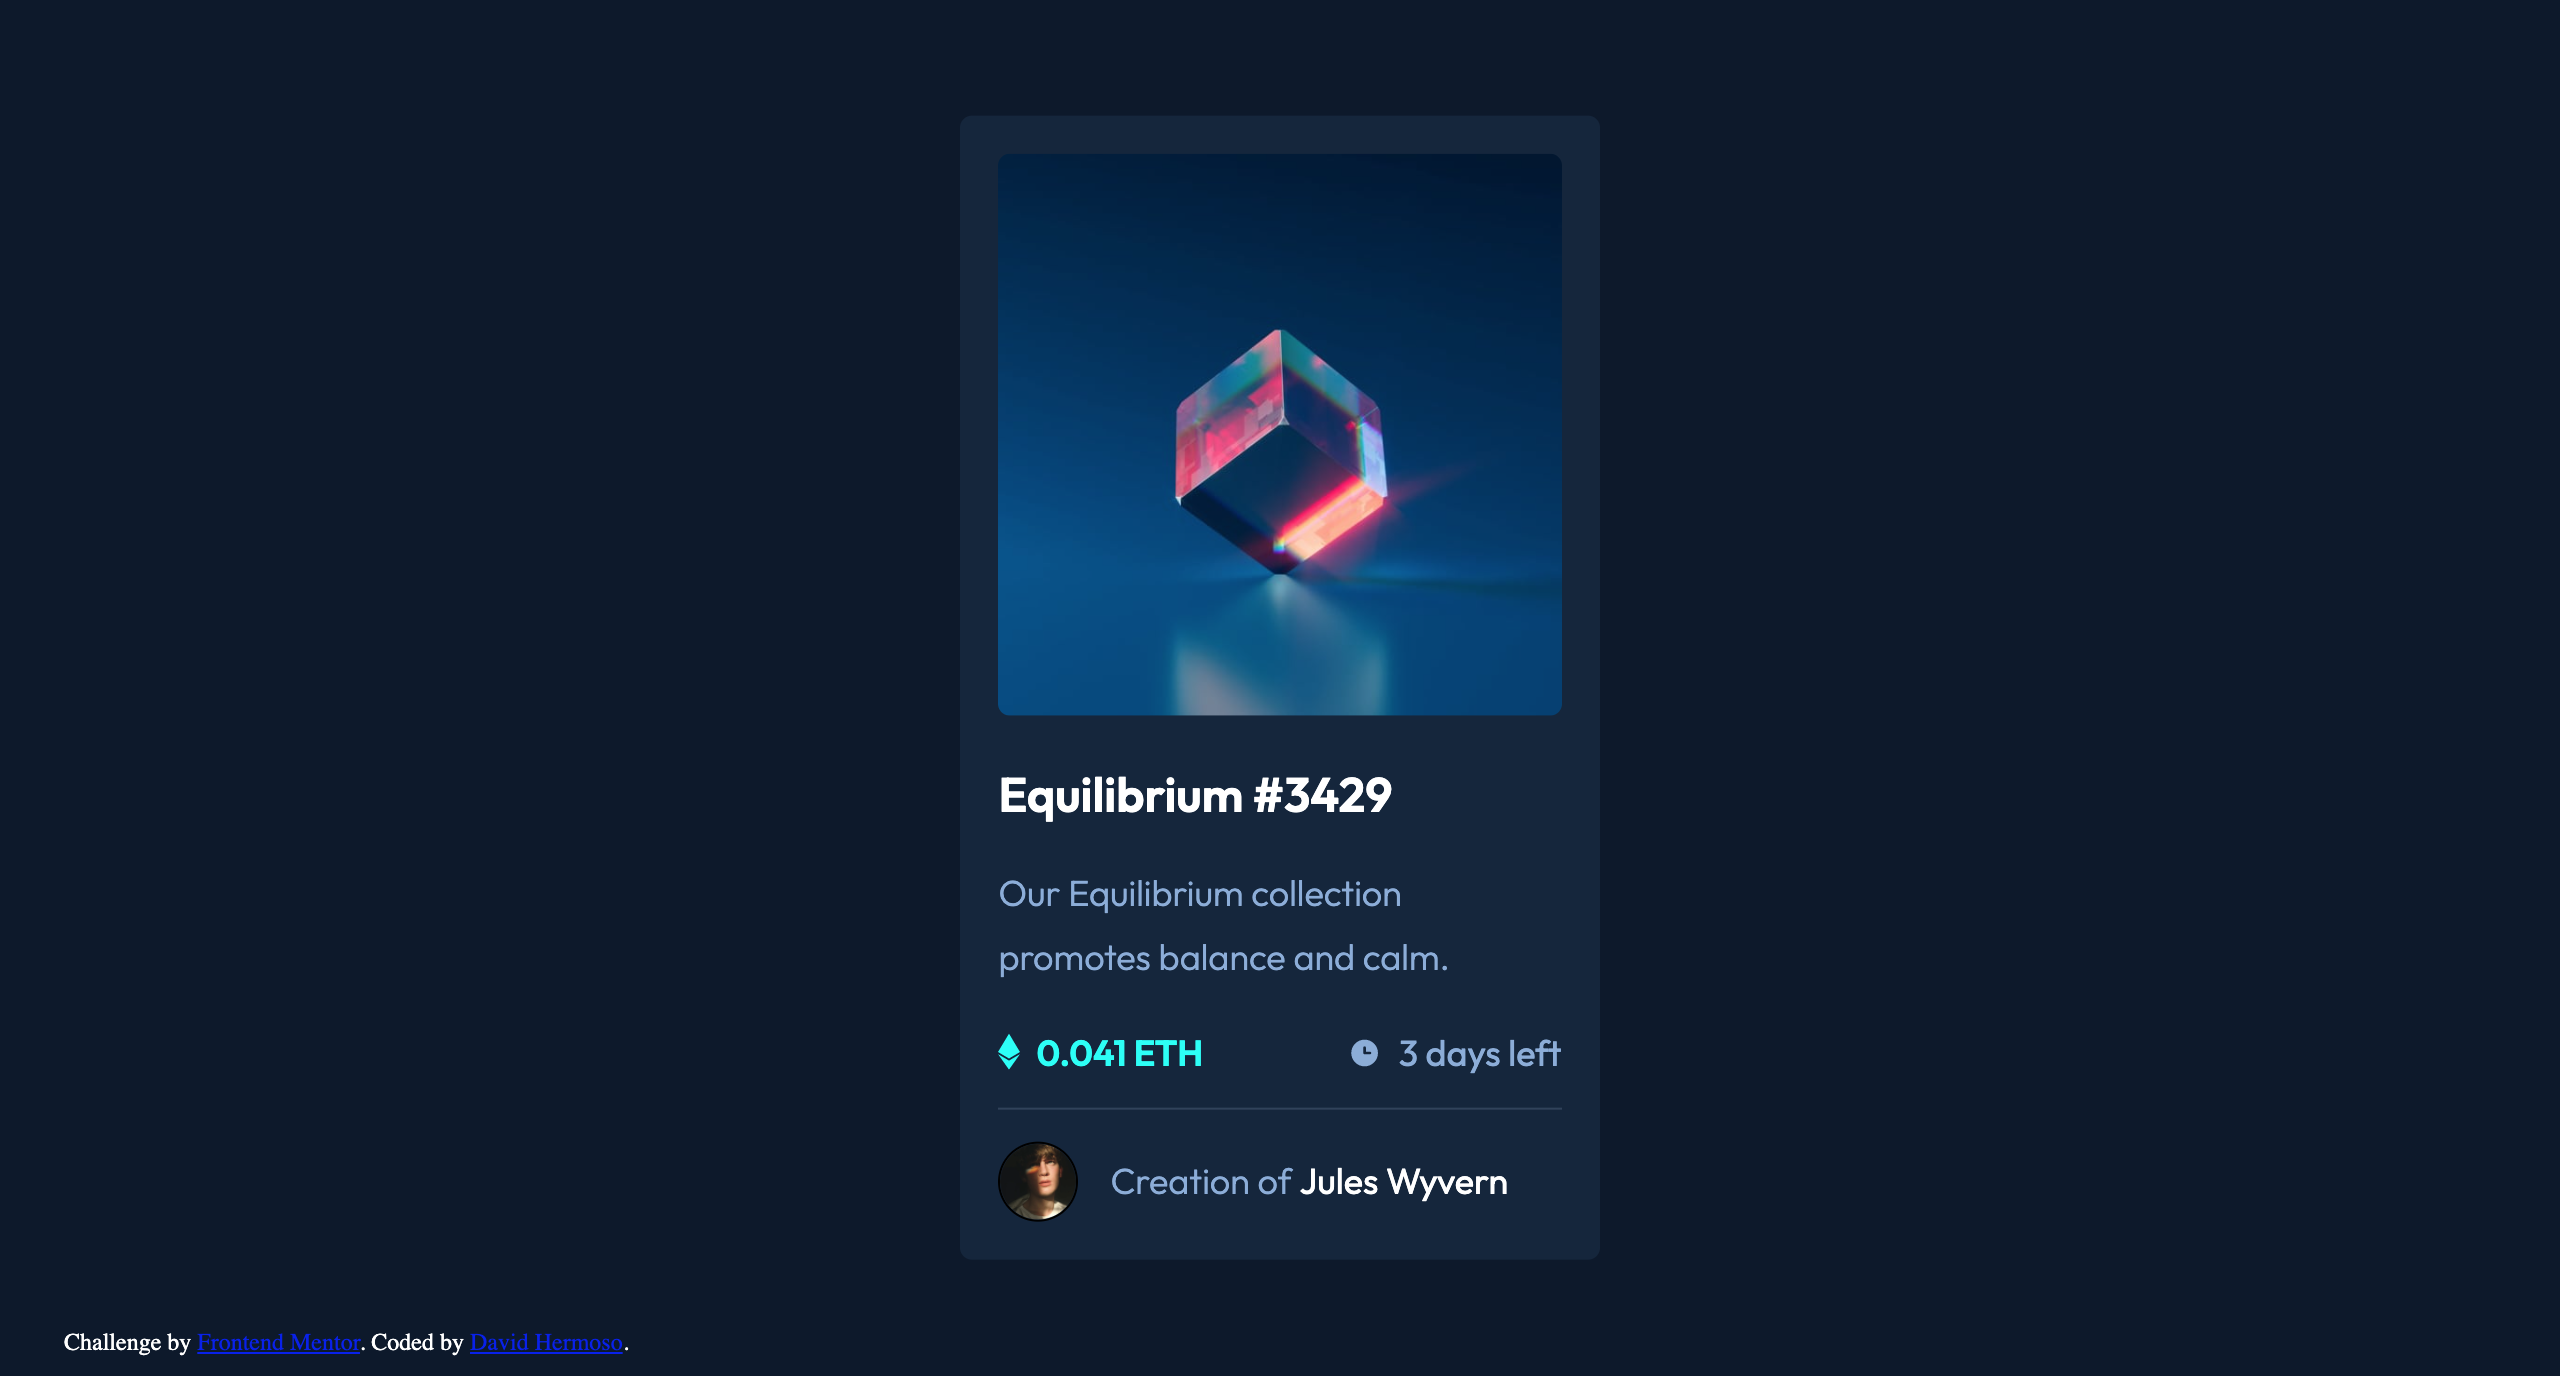 Equilibrium #3429
Our Equilibrium collection
promotes balance and calm.
0.041 ETH
3 days left
Creation of Jules Wyvern
Challenge by Frontend Mentor. Coded by David Hermoso.